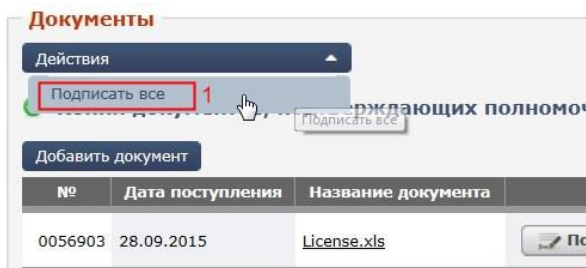 Документы
Действия
Подписать все 1
верждающих полномоч
Подписать все
Добавить документ
№ Дата поступления Название документа
0056903 28.09.2015 License.xls По